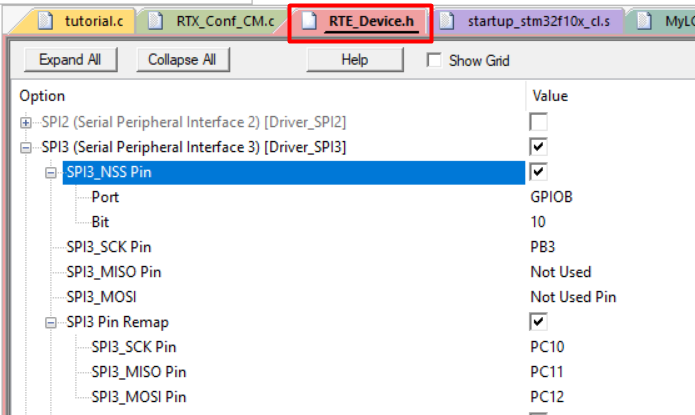 tutorial.c RTX_Conf_CM.c RTE_Device.h startup_stm32f10x_cl.s MyLC
Expand All Collapse All Help Show Grid
Option Value
SPI2 (Serial Peripheral Interface 2) [Driver_SPI2]
SPI3 (Serial Peripheral Interface 3) [Driver_SPI3]
SPI3_NSS Pin
Port GPIOB
Bit 10
SPI3_SCK Pin PB3
SPI3_MISO Pin Not Used
SPI3_MOSI Not Used Pin
SPI3 Pin Remap
SPI3_SCK Pin PC10
SPI3_MISO Pin PC11
SPI3_MOSI Pin PC12